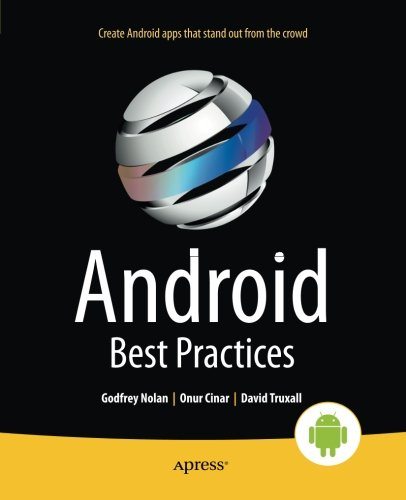 Create Android apps that stand out from the crowd
Android
Best Practices
Godfrey Nolan | Onur Cinar | David Truxall
Apress®